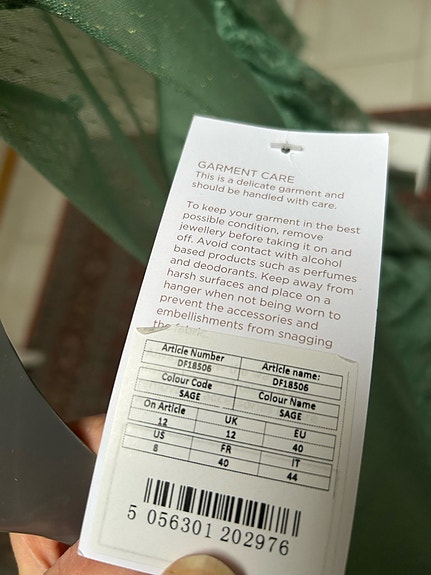 GARMENT CARE
This is a delicate garment and
should be handled with care.
To keep your garment in the best
possible condition, remove
jewellery before taking it on and
off. Avoid contact with alcohol
based products such as perfumes
and deodorants. Keep away from
harsh surfaces and place on a
hanger when not being worn to
prevent the accessories and
embellishments from snagging
the fabric.
Article Number Article name:
DF18506 DF18506
Colour Code Colour Name
SAGE SAGE
On Article UK EU
12 12 40
US FR IT
8 40 44
5 056301 202976